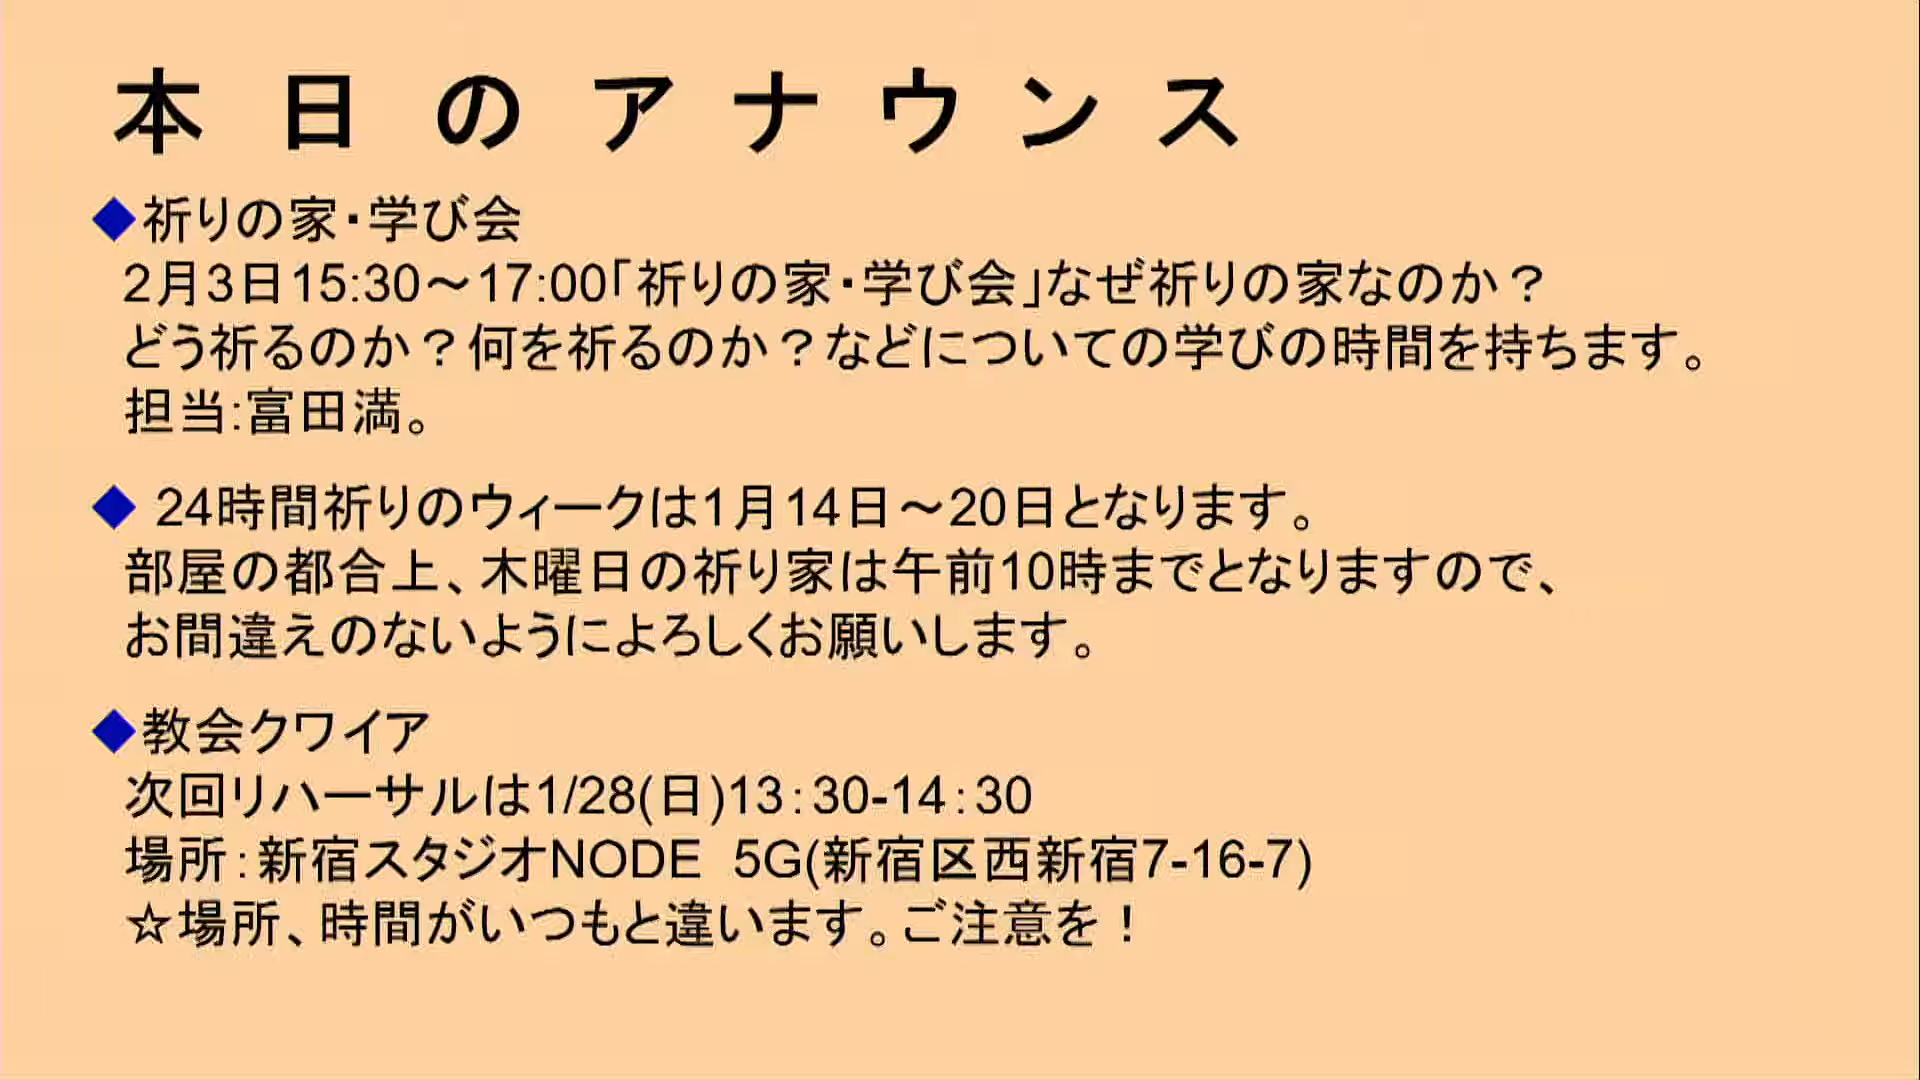 本日のアナウンス
◆祈りの家・学び会
2月3日15:30～17:00「祈りの家・学び会」なぜ祈りの家なのか？
どう祈るのか？何を祈るのか？などについての学びの時間を持ちます。
担当:富田満。
◆ 24時間祈りのウィークは1月14日～20日となります。
部屋の都合上、木曜日の祈り家は午前10時までとなりますので、
お間違えのないようによろしくお願いします。
◆教会クワイア
次回リハーサルは1/28(日)13：30-14：30
場所：新宿スタジオNODE 5G(新宿区西新宿7-16-7)
☆場所、時間がいつもと違います。ご注意を！